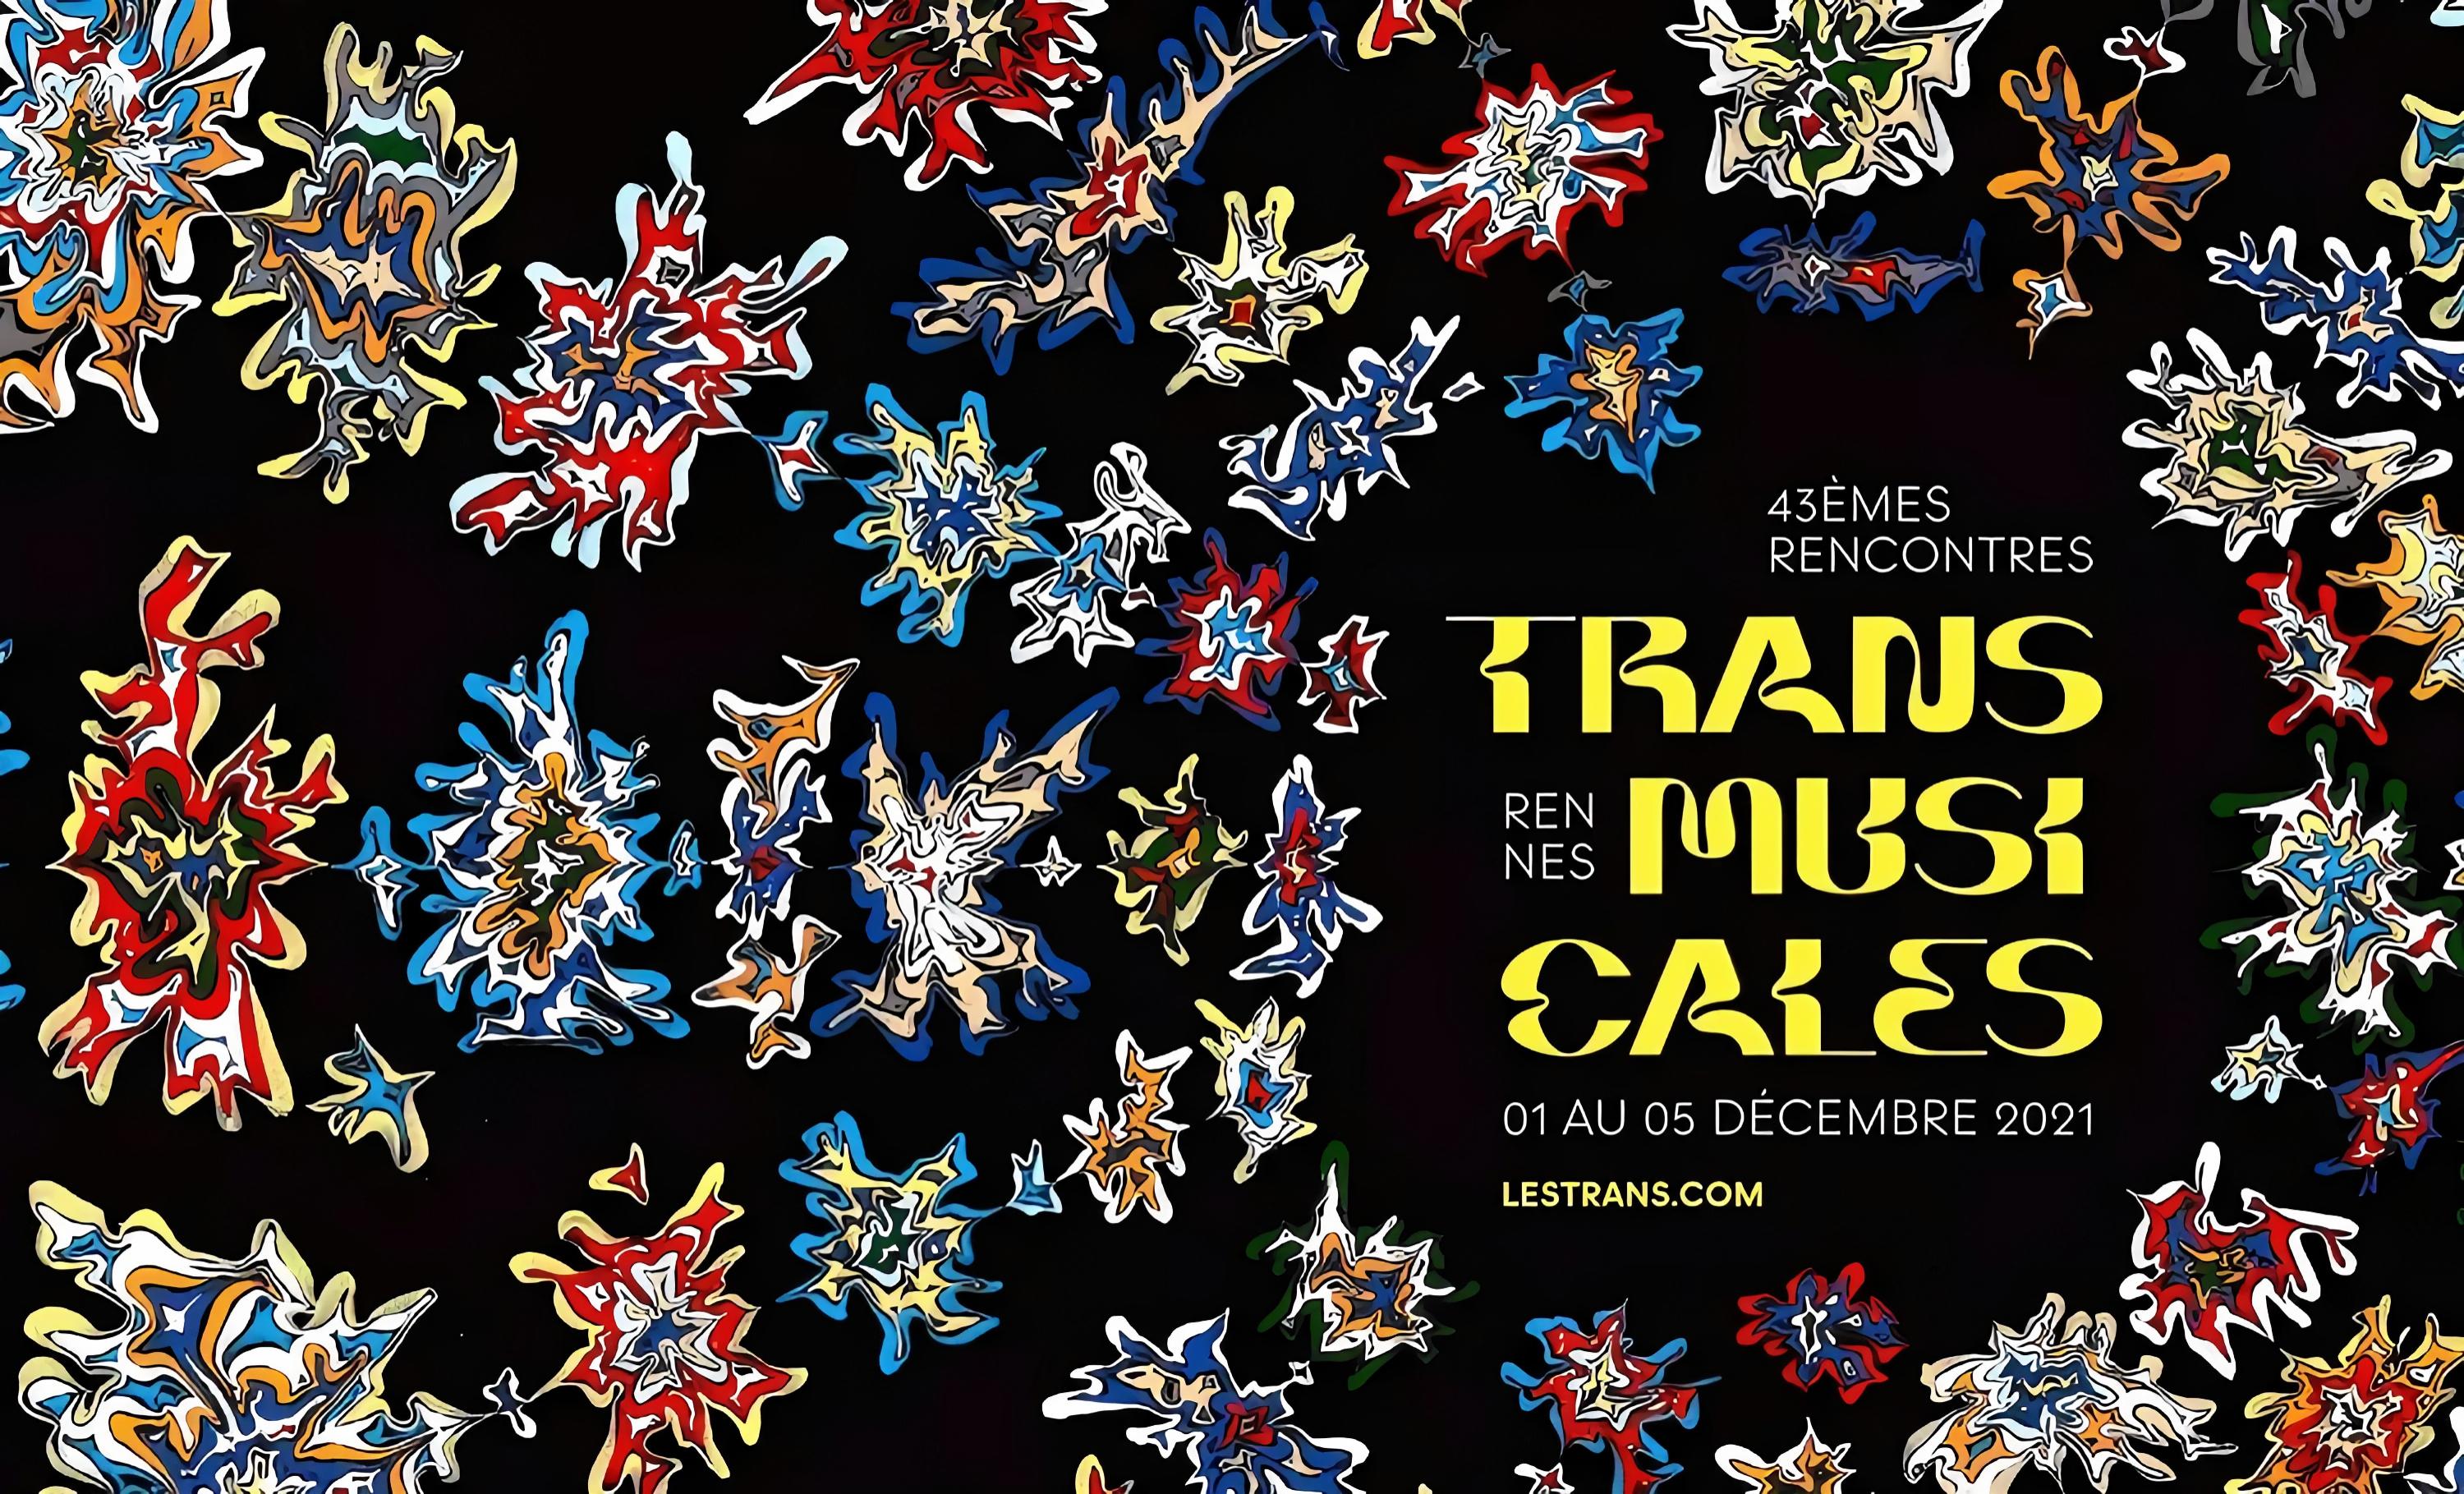 43ÈMES
RENCONTRES
TRANS
REN
NES
MUSI
CALES
01 AU 05 DÉCEMBRE 2021
LESTRANS.COM